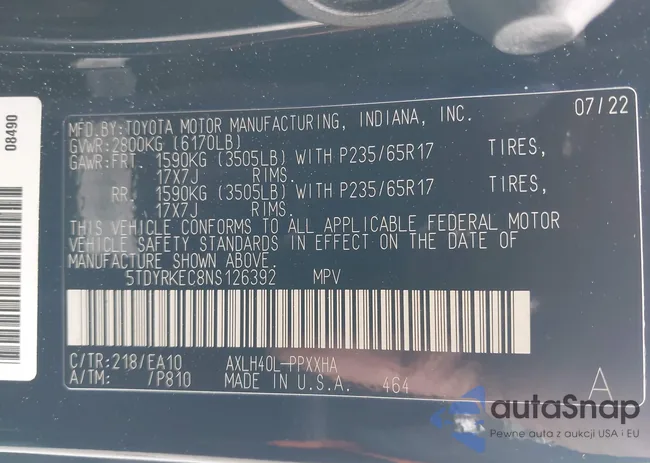 08490
07/22
MFD.BY:TOYOTA MOTOR MANUFACTURING, INDIANA, INC.
GVWR:2800KG (6170LB)
GAWR:FRT. 1590KG (3505LB) WITH P235/65R17 TIRES,
17X7J RIMS.
RR. 1590KG (3505LB) WITH P235/65R17 TIRES,
17X7J RIMS.
THIS VEHICLE CONFORMS TO ALL APPLICABLE FEDERAL MOTOR
VEHICLE SAFETY STANDARDS IN EFFECT ON THE DATE OF
MANUFACTURE SHOWN ABOVE.
5TDYRKEC8NS126392 MPV
C/TR:218/EA10 AXLH40L-PPXXHA
A/TM: /P810 MADE IN U.S.A. 464 A
autaSnap
Pewne auta z aukcji USA i EU